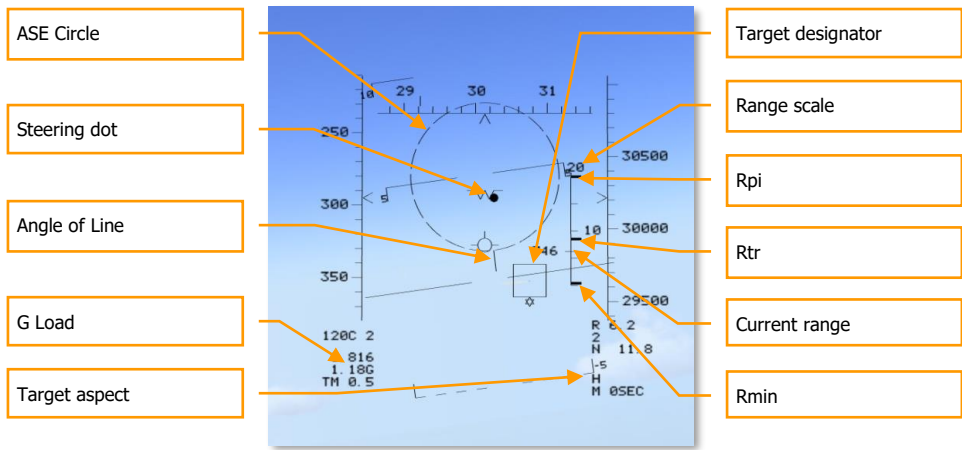 ASE Circle
Steering dot
Angle of Line
G Load
Target aspect
Target designator
Range scale
Rpi
Rtr
Current range
Rmin
10 29 30 31
250
300
350
5
20
10
30500
30000
29500
120C 2
816
1.18G
TM 0.5
R 6.2
2
N 11.8
-5
H
M 0SEC